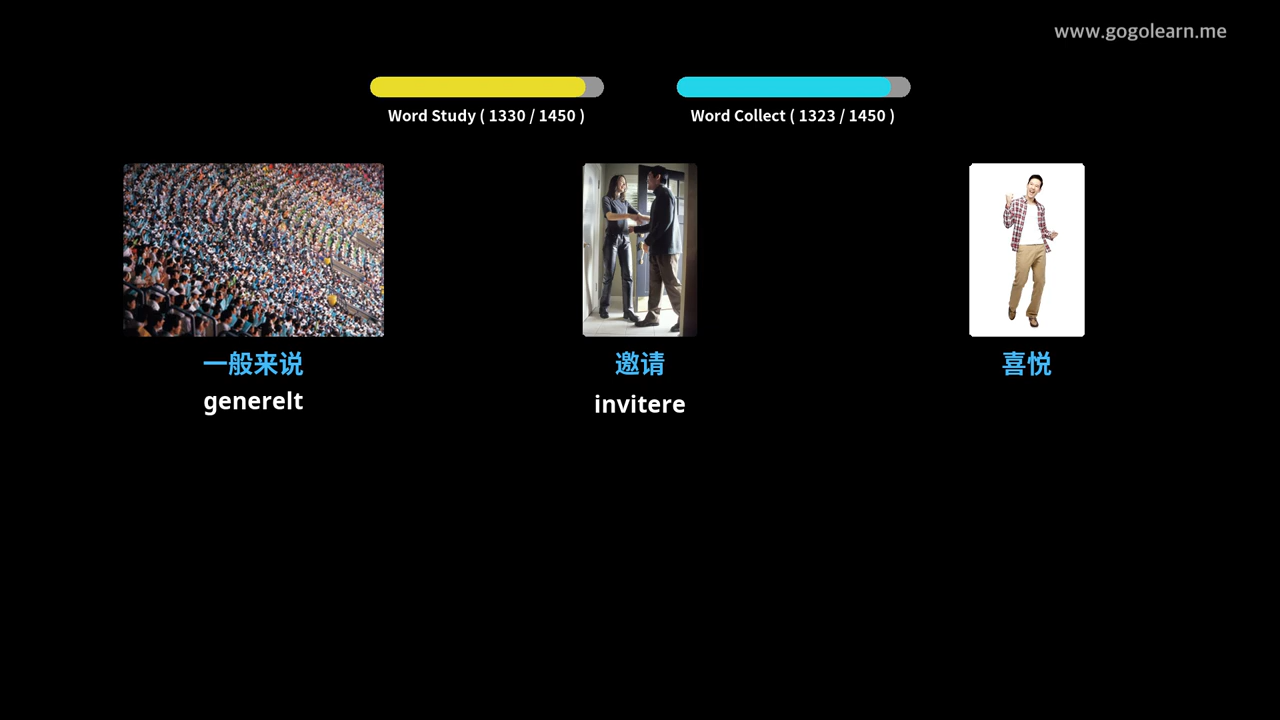 www.gogolearn.me
Word Study ( 1330 / 1450 )
Word Collect ( 1323 / 1450 )
一般来说
generelt
邀请
invitere
喜悦